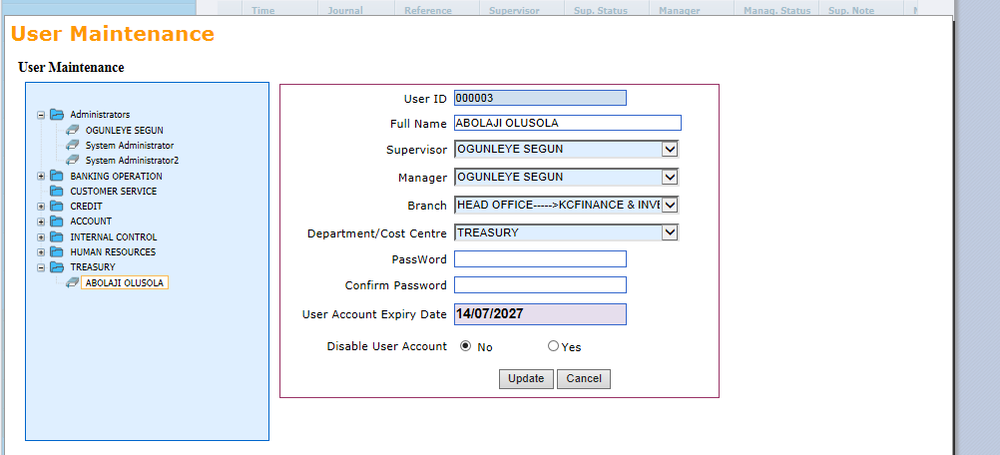 Time Journal Reference Supervisor Sup. Status Manager Manag. Status Sup. Note
User Maintenance
User Maintenance
Administrators
OGUNLEYE SEGUN
System Administrator
System Administrator2
BANKING OPERATION
CUSTOMER SERVICE
CREDIT
ACCOUNT
INTERNAL CONTROL
HUMAN RESOURCES
TREASURY
ABOLAJI OLUSOLA
User ID 000003
Full Name ABOLAJI OLUSOLA
Supervisor OGUNLEYE SEGUN
Manager OGUNLEYE SEGUN
Branch HEAD OFFICE----->KCFINANCE & INVE
Department/Cost Centre TREASURY
PassWord
Confirm Password
User Account Expiry Date 14/07/2027
Disable User Account No Yes
Update Cancel